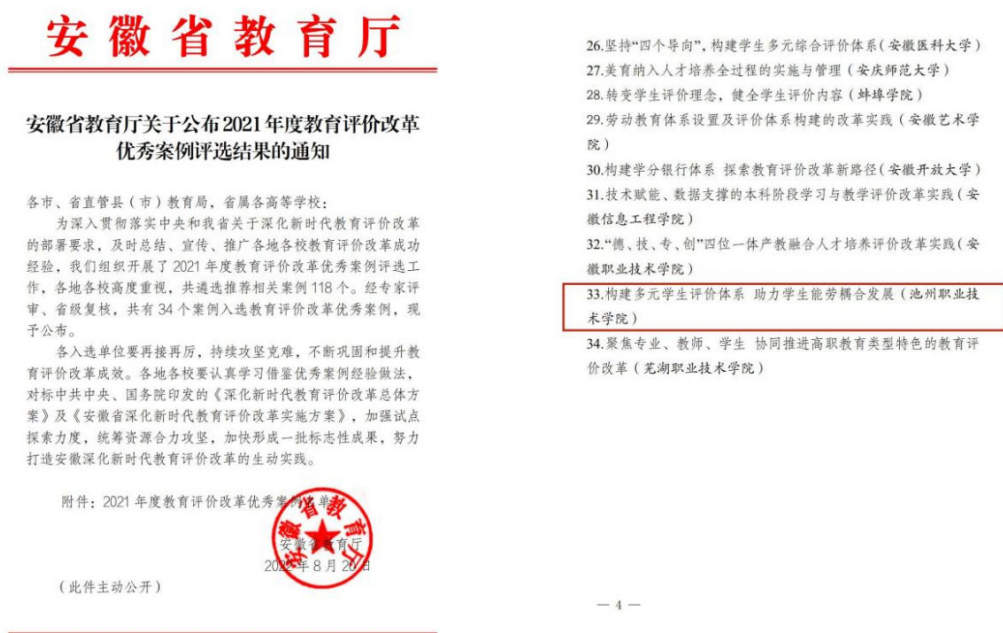 安徽省教育厅
安徽省教育厅关于公布2021年度教育评价改革
优秀案例评选结果的通知
各市、省直管县（市）教育局，省属各高等学校：
为深入贯彻落实中央和我省关于深化新时代教育评价改革
的部署要求，及时总结、宣传、推广各地各校教育评价改革成功
经验，我们组织开展了2021年度教育评价改革优秀案例评选工
作，各地各校高度重视，共遴选推荐相关案例118个。经专家评
审、省级复核，共有34个案例入选教育评价改革优秀案例，现
予公布。
各入选单位要再接再厉，持续攻坚克难，不断巩固和提升教
育评价改革成效。各地各校要认真学习借鉴优秀案例经验做法，
对标中共中央、国务院印发的《深化新时代教育评价改革总体方
案》及《安徽省深化新时代教育评价改革实施方案》，加强试点
探索力度，统筹资源合力攻坚，加快形成一批标志性成果，努力
打造安徽深化新时代教育评价改革的生动实践。
附件：2021年度教育评价改革优秀案例名单
安徽省教育厅
安徽省教育厅
2022年8月20日
（此件主动公开）
26.坚持“四个导向”，构建学生多元综合评价体系（安徽医科大学）
27.美育纳入人才培养全过程的实施与管理（安庆师范大学）
28.转变学生评价理念，健全学生评价内容（蚌埠学院）
29.劳动教育体系设置及评价体系构建的改革实践（安徽艺术学
院）
30.构建学分银行体系 探索教育评价改革新路径（安徽开放大学）
31.技术赋能、数据支撑的本科阶段学习与教学评价改革实践（安
徽信息工程学院）
32.“德、技、专、创”四位一体产教融合人才培养评价改革实践（安
徽职业技术学院）
33.构建多元学生评价体系 助力学生能劳耦合发展（池州职业技
术学院）
34.聚焦专业、教师、学生 协同推进高职教育类型特色的教育评
价改革（芜湖职业技术学院）
— 4 —